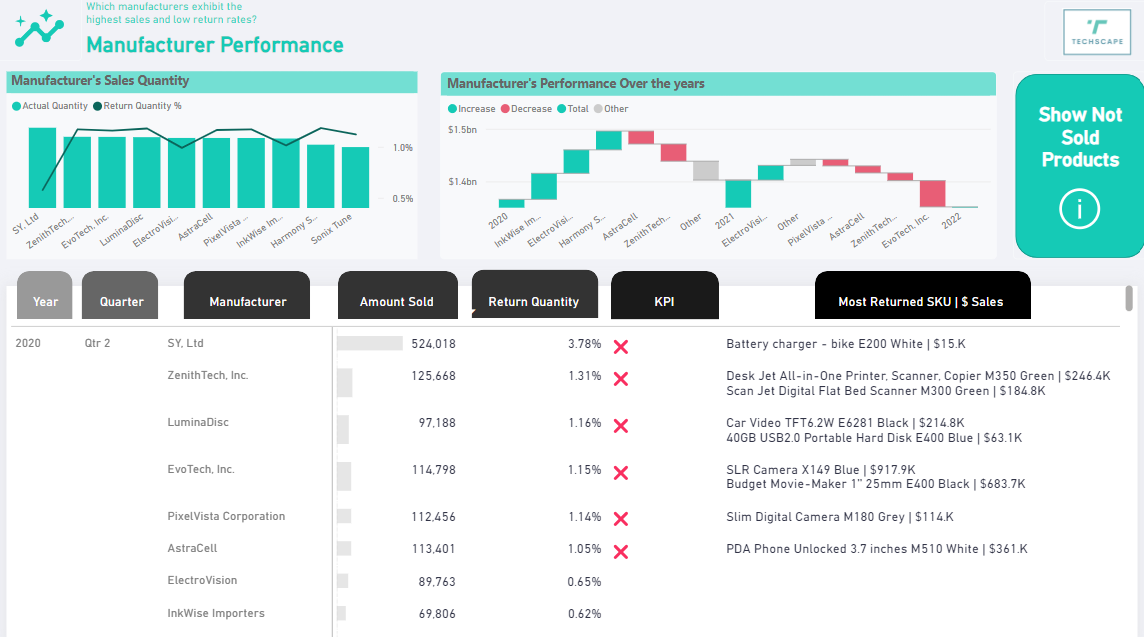 Which manufacturers exhibit the
highest sales and low return rates?
Manufacturer Performance
TECHSCAPE
Manufacturer's Sales Quantity
Actual Quantity Return Quantity %
1.0%
0.5%
SY, Ltd
ZenithTech,...
EvoTech, Inc.
LuminaDisc
ElectroVisi...
AstraCell
PixelVista ...
InkWise Im...
Harmony S...
Sonix Tune
Manufacturer's Performance Over the years
Increase Decrease Total Other
$1.5bn
$1.4bn
2020
InkWise Im...
ElectroVisi...
Harmony S...
AstraCell
ZenithTech...
Other
2021
ElectroVisi...
Other
PixelVista ...
AstraCell
ZenithTech...
EvoTech, Inc.
2022
Show Not
Sold
Products
i
Year Quarter Manufacturer Amount Sold Return Quantity KPI Most Returned SKU | $ Sales
2020 Qtr 2 SY, Ltd 524,018 3.78% Battery charger - bike E200 White | $15.K
ZenithTech, Inc. 125,668 1.31% Desk Jet All-in-One Printer, Scanner, Copier M350 Green | $246.4K
Scan Jet Digital Flat Bed Scanner M300 Green | $184.8K
LuminaDisc 97,188 1.16% Car Video TFT6.2W E6281 Black | $214.8K
40GB USB2.0 Portable Hard Disk E400 Blue | $63.1K
EvoTech, Inc. 114,798 1.15% SLR Camera X149 Blue | $917.9K
Budget Movie-Maker 1" 25mm E400 Black | $683.7K
PixelVista Corporation 112,456 1.14% Slim Digital Camera M180 Grey | $114.K
AstraCell 113,401 1.05% PDA Phone Unlocked 3.7 inches M510 White | $361.K
ElectroVision 89,763 0.65%
InkWise Importers 69,806 0.62%